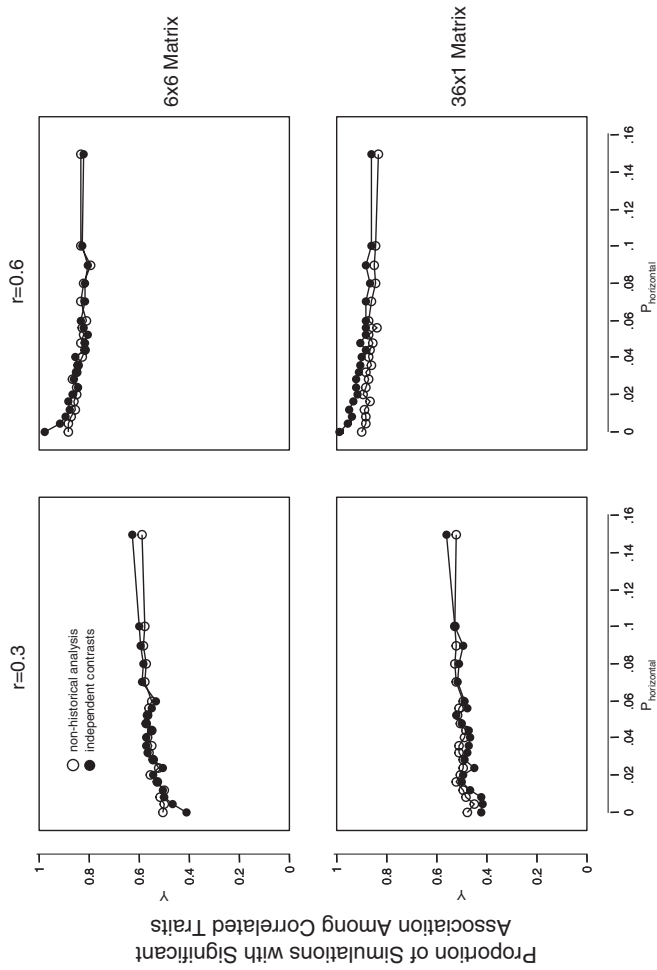 r=0.3
r=0.6
non-historical analysis
independent contrasts
6x6 Matrix
36x1 Matrix
Proportion of Simulations with Significant
Association Among Correlated Traits
Y
1
0.8
0.6
0.4
0.2
0
Y
1
0.8
0.6
0.4
0.2
0
0
.02
.04
.06
.08
.1
.12
.14
.16
Phorizontal
0
.02
.04
.06
.08
.1
.12
.14
.16
Phorizontal